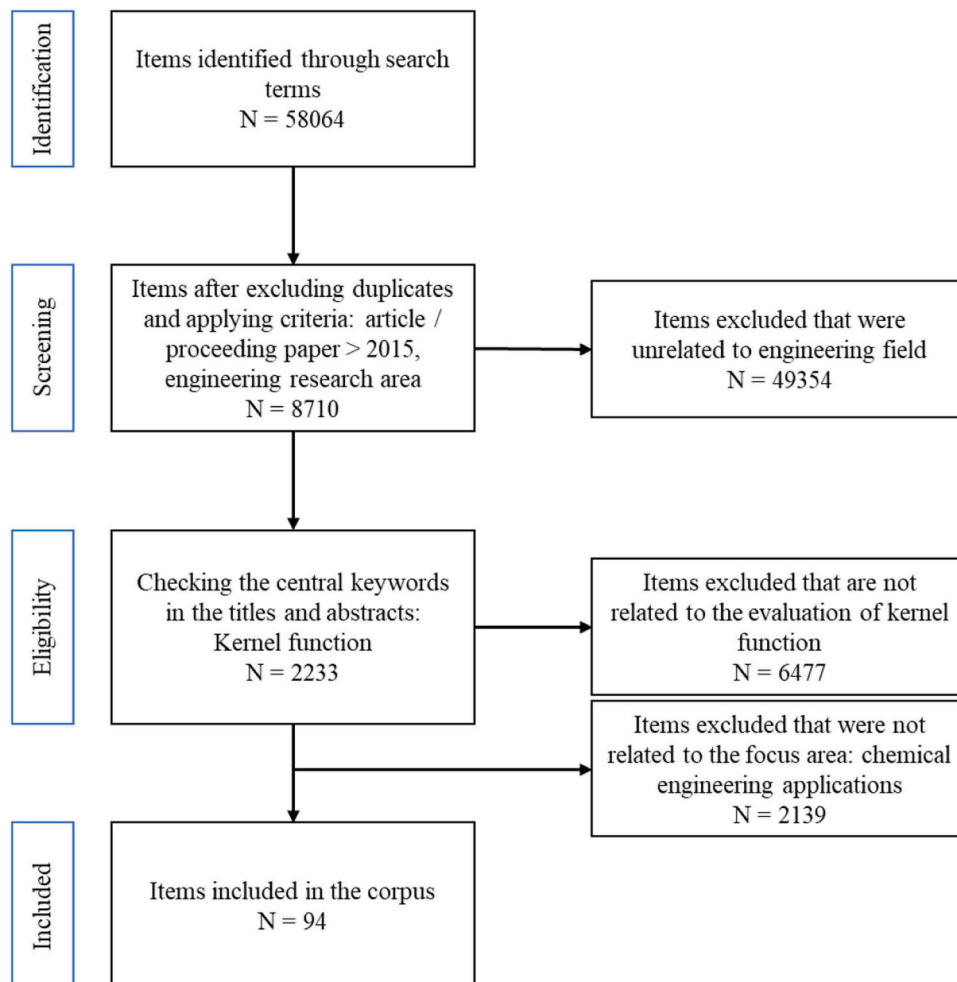 Identification
Items identified through search
terms
N = 58064
Screening
Items after excluding duplicates
and applying criteria: article /
proceeding paper > 2015,
engineering research area
N = 8710
Items excluded that were
unrelated to engineering field
N = 49354
Eligibility
Checking the central keywords
in the titles and abstracts:
Kernel function
N = 2233
Items excluded that are not
related to the evaluation of kernel
function
N = 6477
Items excluded that were not
related to the focus area: chemical
engineering applications
N = 2139
Included
Items included in the corpus
N = 94